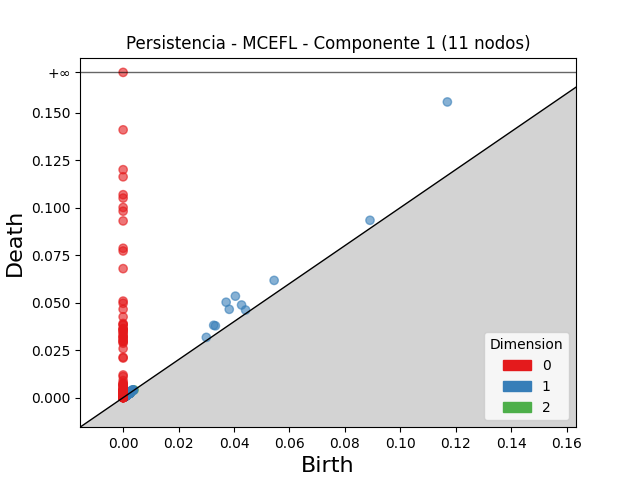 Persistencia - MCEFL - Componente 1 (11 nodos)
+∞
0.150
0.125
0.100
0.075
0.050
0.025
0.000
Death
Dimension
0
1
2
0.00 0.02 0.04 0.06 0.08 0.10 0.12 0.14 0.16
Birth